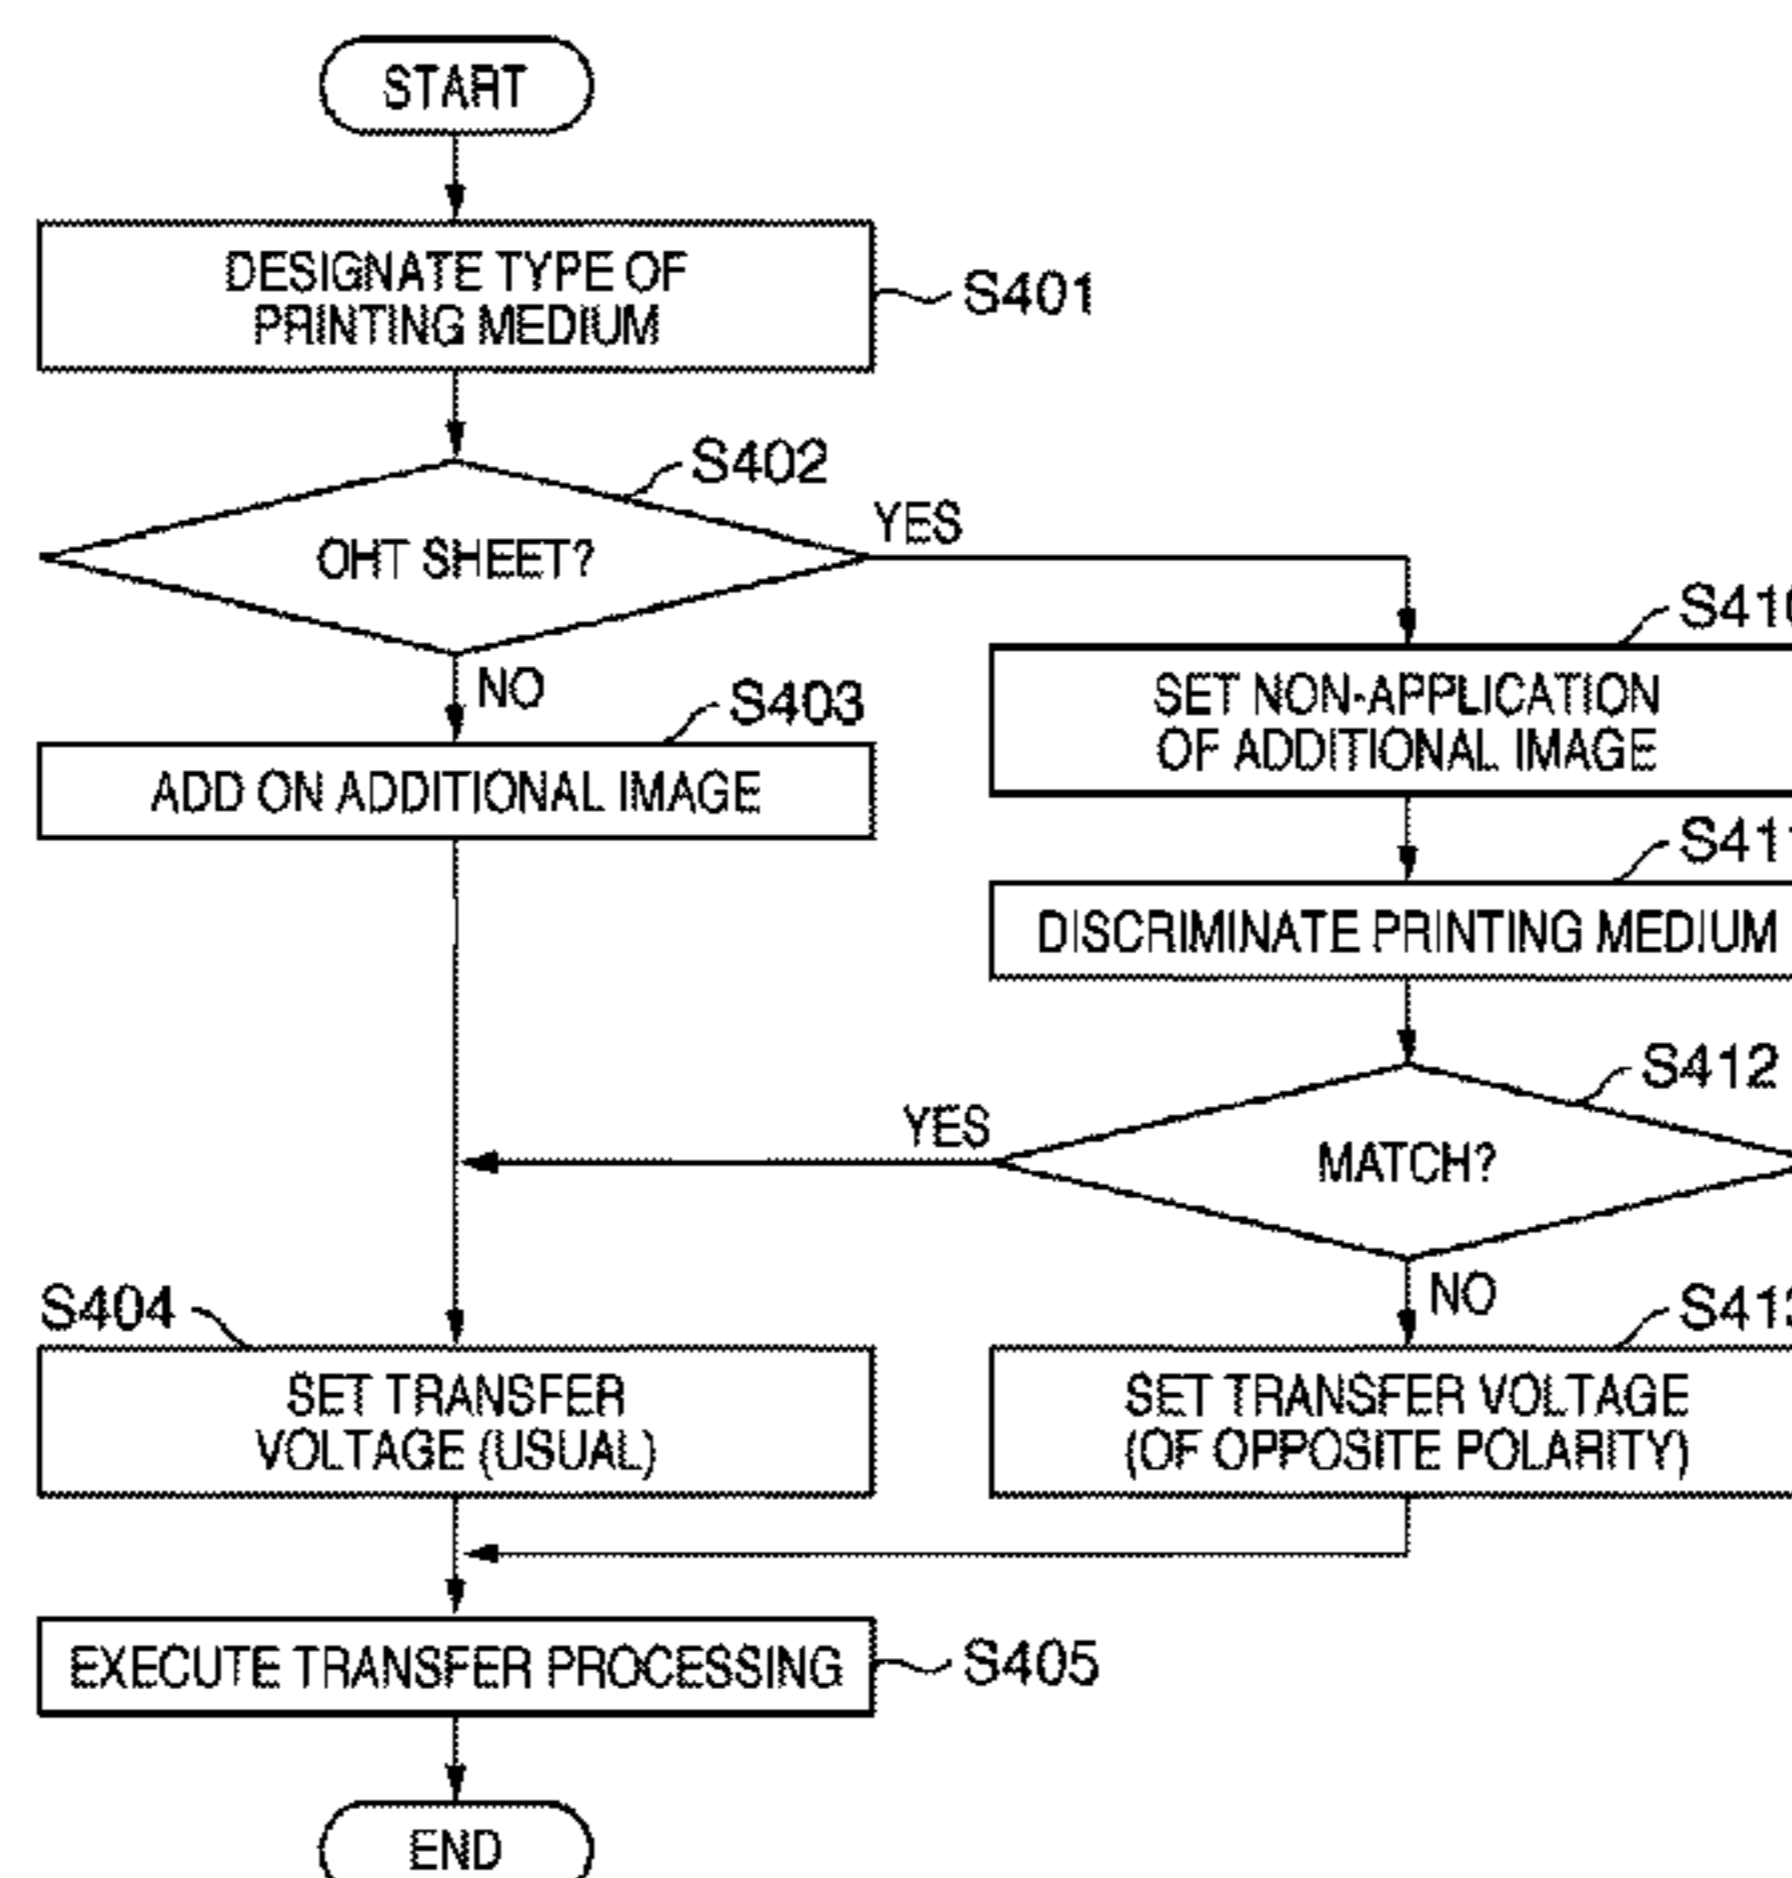 START
DESIGNATE TYPE OF
PRINTING MEDIUM
S401
S402
OHT SHEET?
YES
NO
S403
ADD ON ADDITIONAL IMAGE
SET NON-APPLICATION
OF ADDITIONAL IMAGE
DISCRIMINATE PRINTING MEDIUM
S412
MATCH?
YES
NO
S404
SET TRANSFER
VOLTAGE (USUAL)
SET TRANSFER VOLTAGE
(OF OPPOSITE POLARITY)
EXECUTE TRANSFER PROCESSING
S405
END